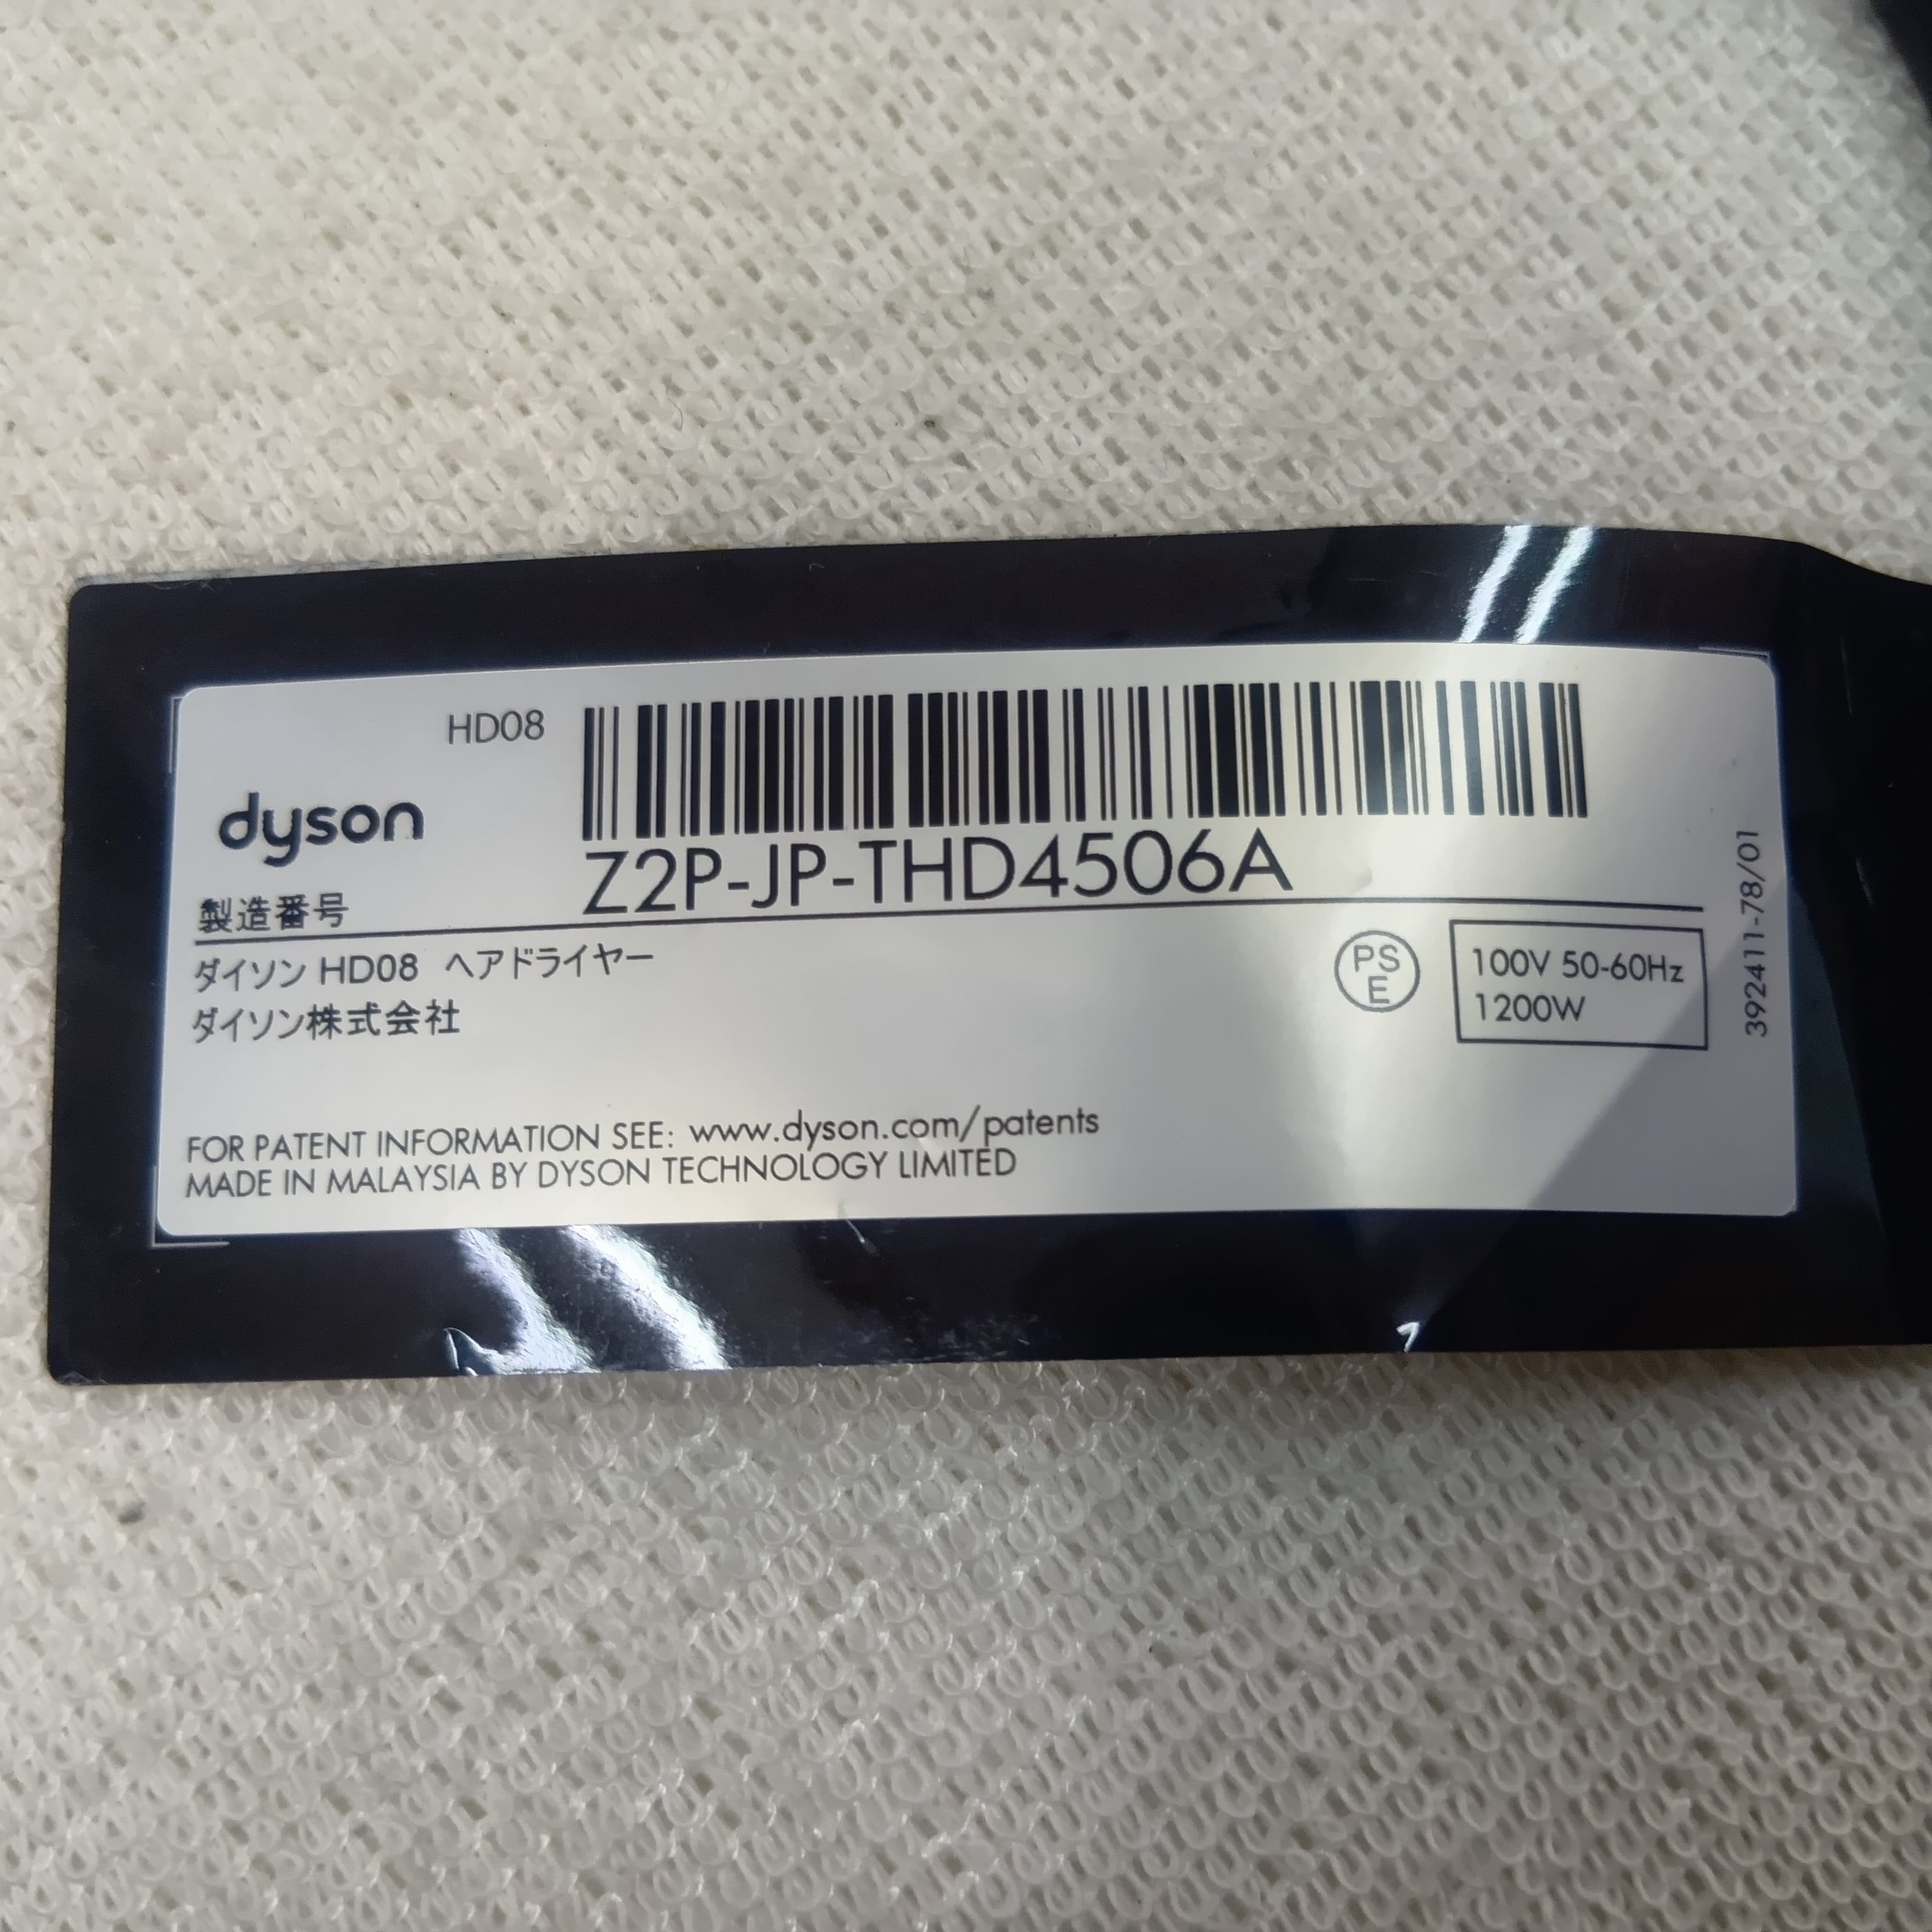 HD08
dyson
製造番号 Z2P-JP-THD4506A
ダイソン HD08 ヘアドライヤー
ダイソン株式会社
PS
E
100V 50-60Hz
1200W
392411-78/01
FOR PATENT INFORMATION SEE: www.dyson.com/patents
MADE IN MALAYSIA BY DYSON TECHNOLOGY LIMITED